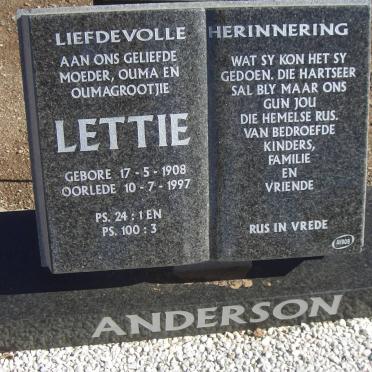 LIEFDEVOLLE HERINNERING
AAN ONS GELIEFDE
MOEDER, OUMA EN
OUMAGROOTJIE
LETTIE
GEBORE 17-5-1908
OORLEDE 10-7-1997
PS. 24:1 EN
PS. 100:3
WAT SY KON HET SY
GEDOEN. DIE HARTSEER
SAL BLY MAAR ONS
GUN JOU
DIE HEMELSE RUS.
VAN BEDROEFDE
KINDERS,
FAMILIE
EN
VRIENDE
RUS IN VREDE
ANDERSON